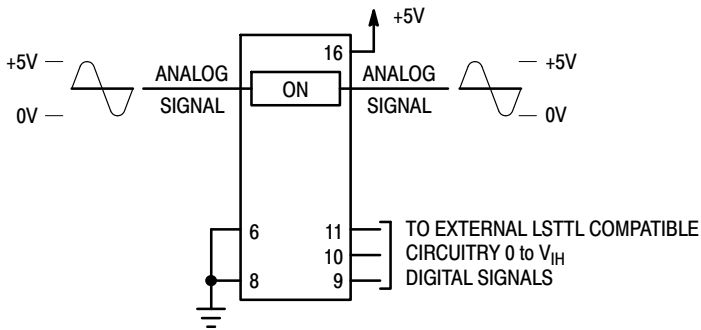 +5V
16
+5V
ANALOG
SIGNAL
ON
ANALOG
SIGNAL
+5V
0V
0V
6
8
11
10
9
TO EXTERNAL LSTTL COMPATIBLE
CIRCUITRY 0 to VIH
DIGITAL SIGNALS